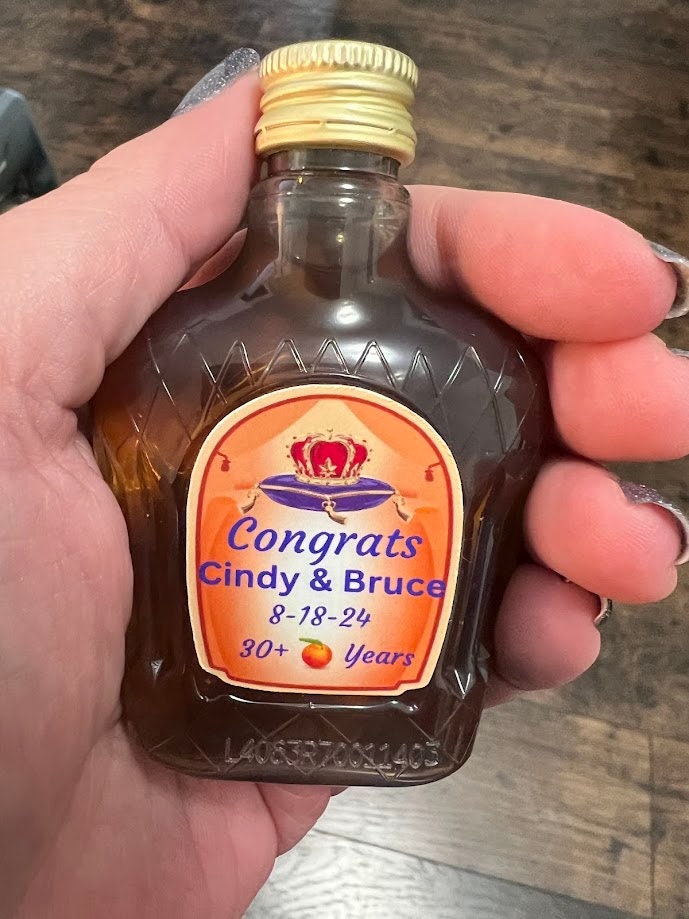 Congrats
Cindy & Bruce
8-18-24
30+ Years
L4063R70011403